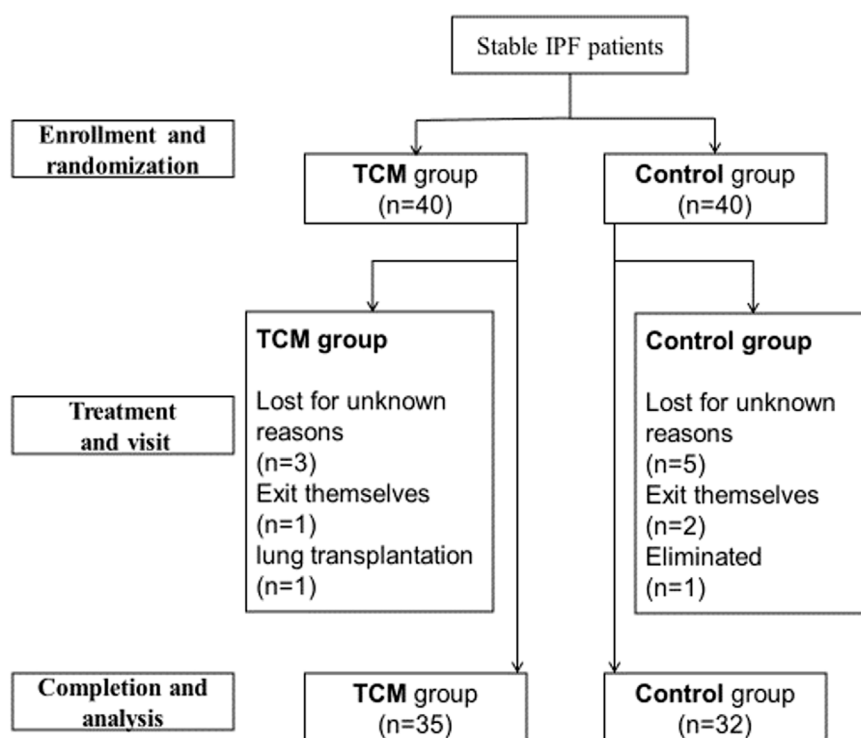 Stable IPF patients
Enrollment and
randomization
TCM group
(n=40)
Control group
(n=40)
Treatment
and visit
TCM group
Lost for unknown
reasons
(n=3)
Exit themselves
(n=1)
lung transplantation
(n=1)
Control group
Lost for unknown
reasons
(n=5)
Exit themselves
(n=2)
Eliminated
(n=1)
Completion and
analysis
TCM group
(n=35)
Control group
(n=32)